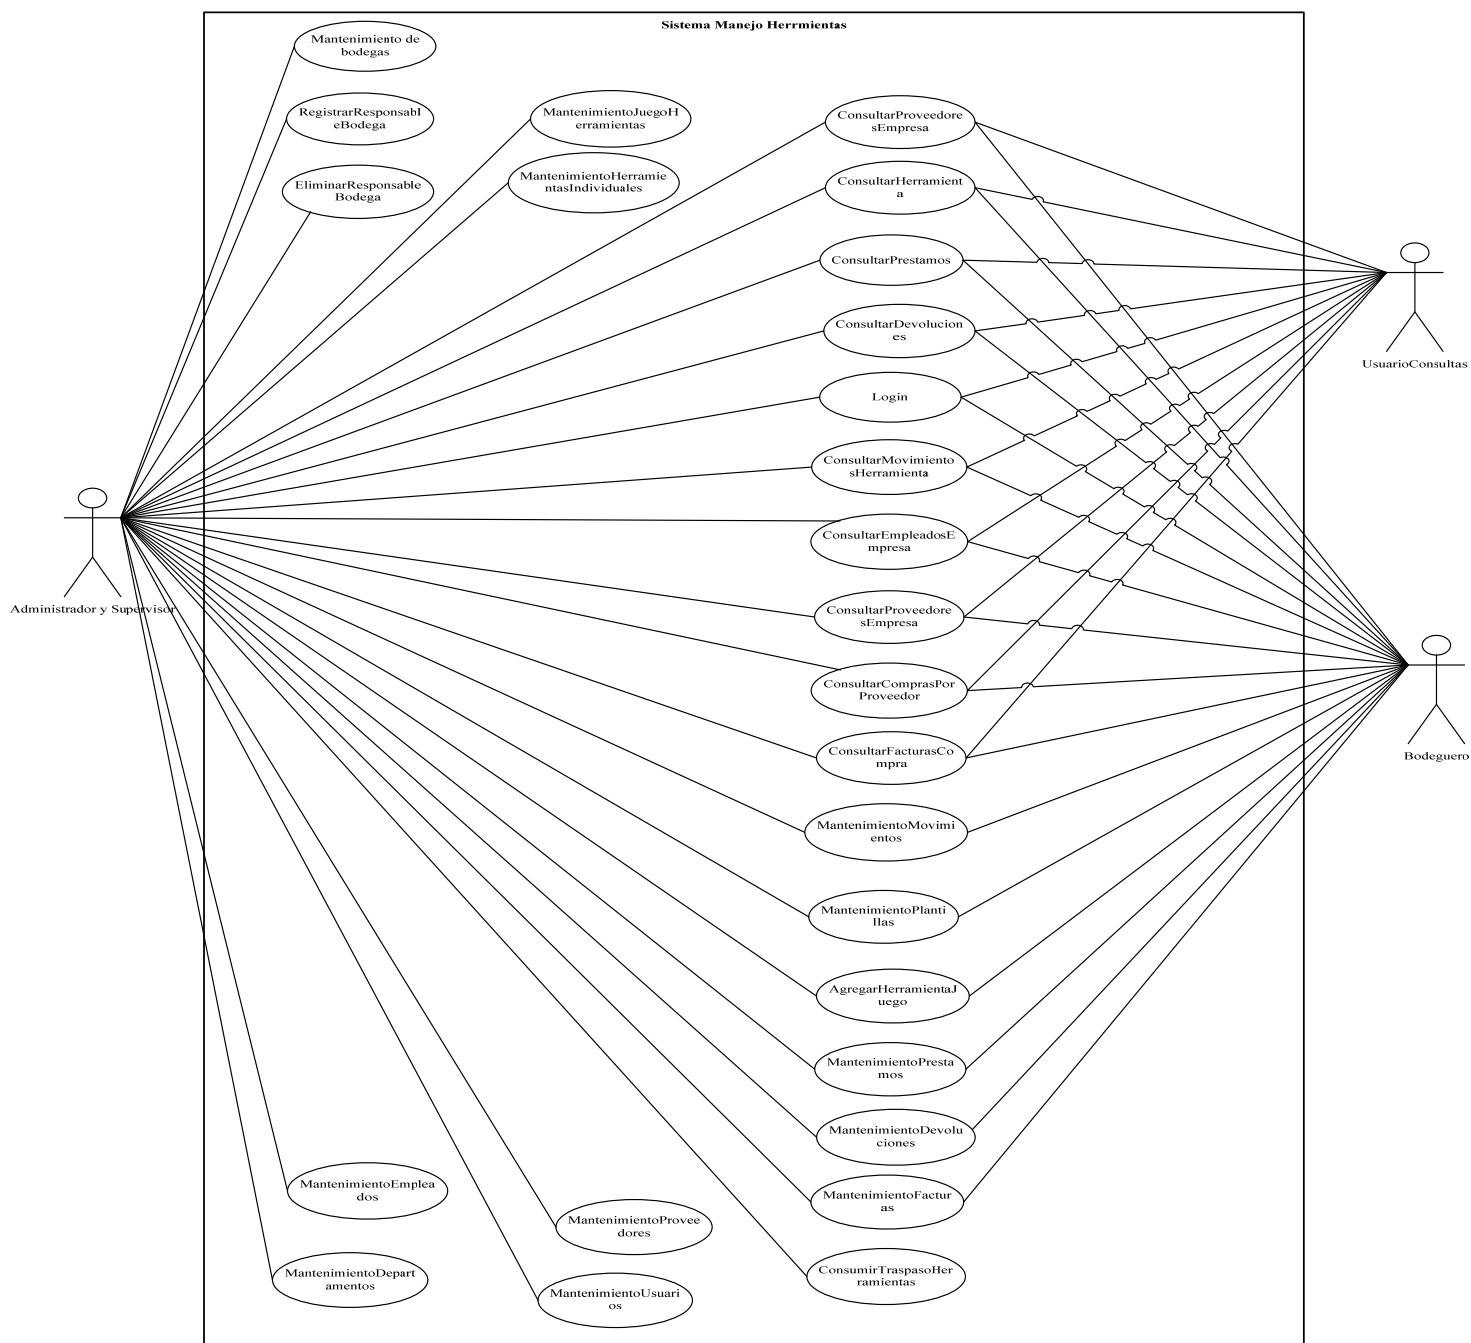 Sistema Manejo Herrmientas
Mantenimiento de
bodegas
RegistrarResponsabl
eBodega
EliminarResponsable
Bodega
MantenimientoJuegoH
erramientas
MantenimientoHerramie
ntasIndividuales
ConsultarProveedore
sEmpresa
ConsultarHerramient
a
ConsultarPrestamos
ConsultarDevolucion
es
Login
ConsultarMovimiento
sHerramienta
ConsultarEmpleadosE
mpresa
ConsultarProveedore
sEmpresa
ConsultarComprasPor
Proveedor
ConsultarFacturasCo
mpra
MantenimientoMovimi
entos
MantenimientoPlanti
llas
AgregarHerramientaJ
uego
MantenimientoPresta
mos
MantenimientoDevolu
ciones
MantenimientoFactur
as
ConsumirTraspasoHer
ramientas
MantenimientoEmplea
dos
MantenimientoDepart
amentos
MantenimientoProvee
dores
MantenimientoUsuari
os
Administrador y Supervisor
UsuarioConsultas
Bodeguero